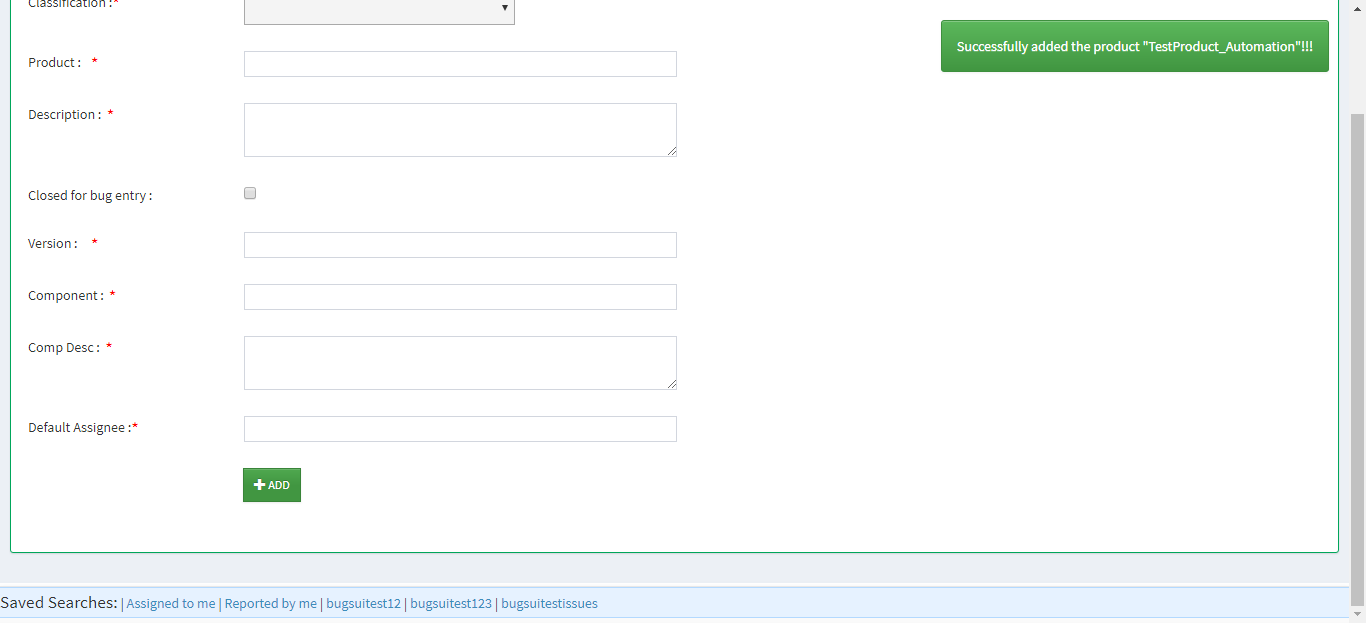 Classification :*
Successfully added the product "TestProduct_Automation"!!!
Product : *
Description : *
Closed for bug entry :
Version : *
Component : *
Comp Desc : *
Default Assignee :*
ADD
Saved Searches: | Assigned to me | Reported by me | bugsuitest12 | bugsuitest123 | bugsuitestissues